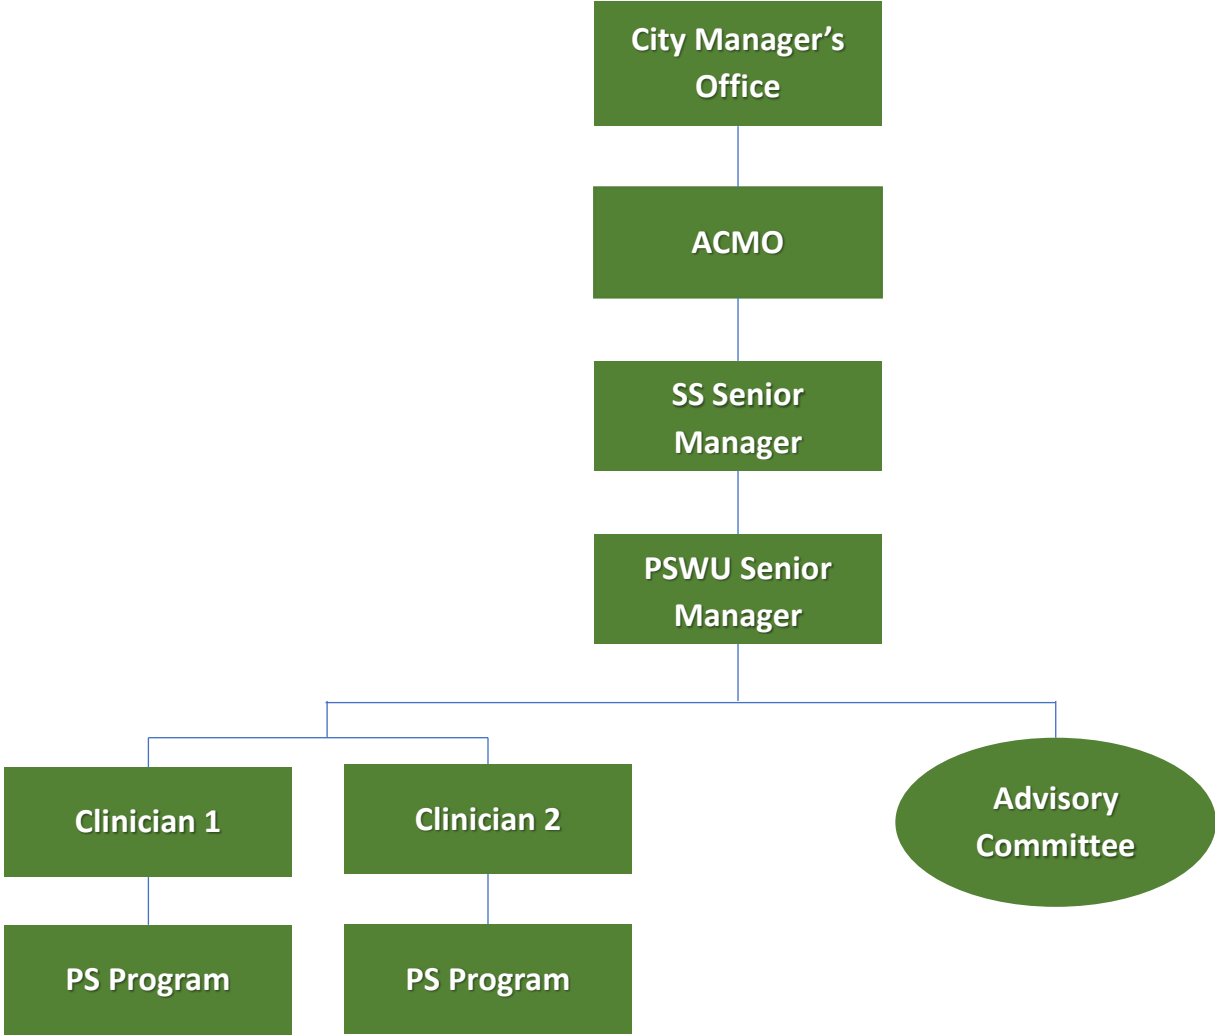 City Manager’s
Office
ACMO
SS Senior
Manager
PSWU Senior
Manager
Clinician 1
Clinician 2
Advisory
Committee
PS Program
PS Program